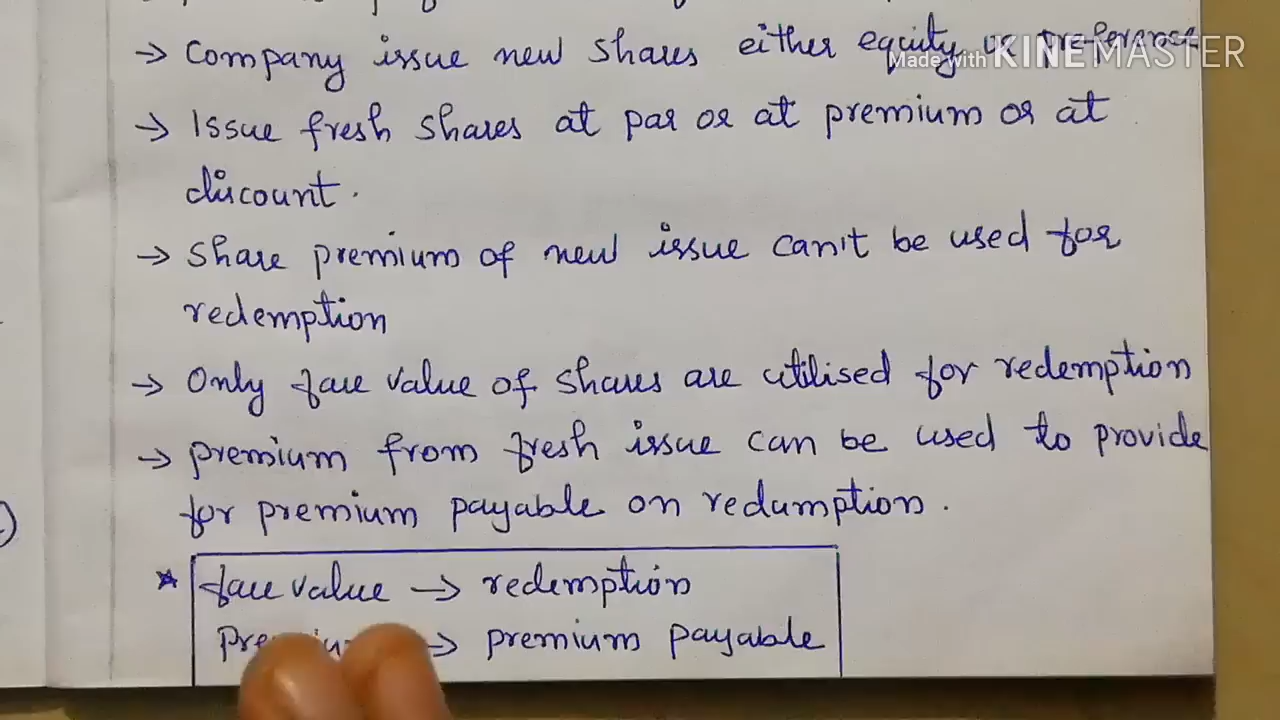 → Company issue new shares either equity or preference
Made with KINEMASTER
→ Issue fresh shares at par or at premium or at
discount.
→ Share premium of new issue can't be used for
redemption
→ Only face value of shares are utilised for redemption
→ premium from fresh issue can be used to provide
for premium payable on redumption.
* face value → redemption
Premium → premium payable